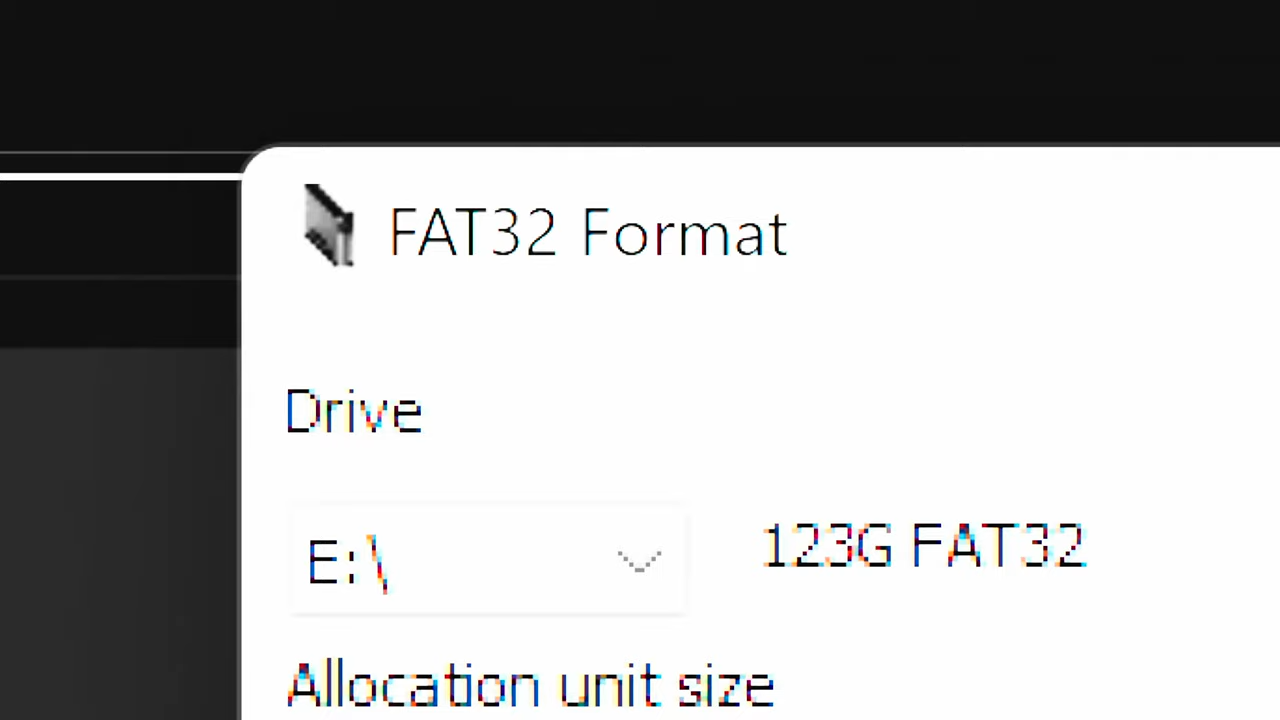 FAT32 Format
Drive
E:\
123G FAT32
Allocation unit size